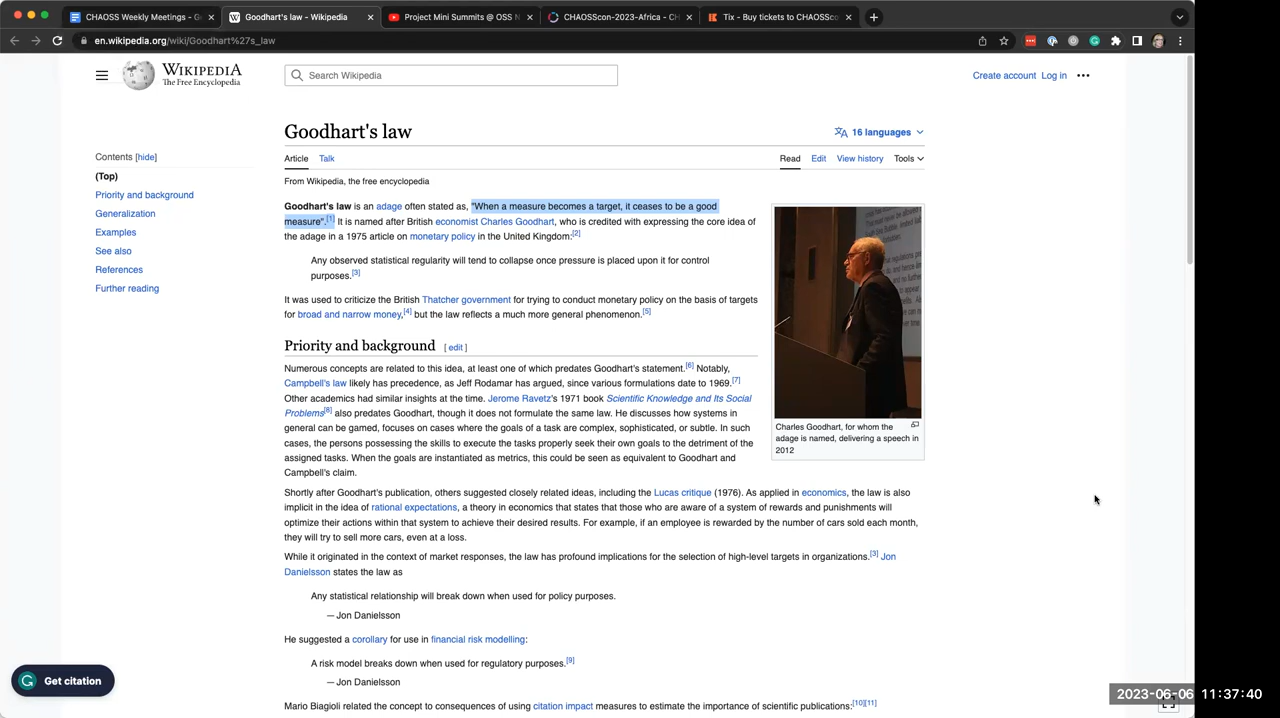 CHAOSS Weekly Meetings - G
Goodhart's law - Wikipedia
Project Mini Summits @ OSS N
CHAOSScon-2023-Africa - CH
Tix - Buy tickets to CHAOSSco
en.wikipedia.org/wiki/Goodhart%27s_law
WIKIPEDIA
The Free Encyclopedia
Search Wikipedia
Create account Log in
Goodhart's law
16 languages
Contents [hide]
(Top)
Priority and background
Generalization
Examples
See also
References
Further reading
Article Talk
Read Edit View history Tools
From Wikipedia, the free encyclopedia
Goodhart's law is an adage often stated as, "When a measure becomes a target, it ceases to be a good
measure".[1] It is named after British economist Charles Goodhart, who is credited with expressing the core idea of
the adage in a 1975 article on monetary policy in the United Kingdom:[2]
Any observed statistical regularity will tend to collapse once pressure is placed upon it for control
purposes.[3]
It was used to criticize the British Thatcher government for trying to conduct monetary policy on the basis of targets
for broad and narrow money,[4] but the law reflects a much more general phenomenon.[5]
Charles Goodhart, for whom the
adage is named, delivering a speech in
2012
Priority and background [ edit ]
Numerous concepts are related to this idea, at least one of which predates Goodhart's statement.[6] Notably,
Campbell's law likely has precedence, as Jeff Rodamar has argued, since various formulations date to 1969.[7]
Other academics had similar insights at the time. Jerome Ravetz's 1971 book Scientific Knowledge and Its Social
Problems[8] also predates Goodhart, though it does not formulate the same law. He discusses how systems in
general can be gamed, focuses on cases where the goals of a task are complex, sophisticated, or subtle. In such
cases, the persons possessing the skills to execute the tasks properly seek their own goals to the detriment of the
assigned tasks. When the goals are instantiated as metrics, this could be seen as equivalent to Goodhart and
Campbell's claim.
Shortly after Goodhart's publication, others suggested closely related ideas, including the Lucas critique (1976). As applied in economics, the law is also
implicit in the idea of rational expectations, a theory in economics that states that those who are aware of a system of rewards and punishments will
optimize their actions within that system to achieve their desired results. For example, if an employee is rewarded by the number of cars sold each month,
they will try to sell more cars, even at a loss.
While it originated in the context of market responses, the law has profound implications for the selection of high-level targets in organizations.[3] Jon
Danielsson states the law as
Any statistical relationship will break down when used for policy purposes.
— Jon Danielsson
He suggested a corollary for use in financial risk modelling:
A risk model breaks down when used for regulatory purposes.[9]
— Jon Danielsson
Mario Biagioli related the concept to consequences of using citation impact measures to estimate the importance of scientific publications:[10][11]
Get citation
2023-06-06 11:37:40